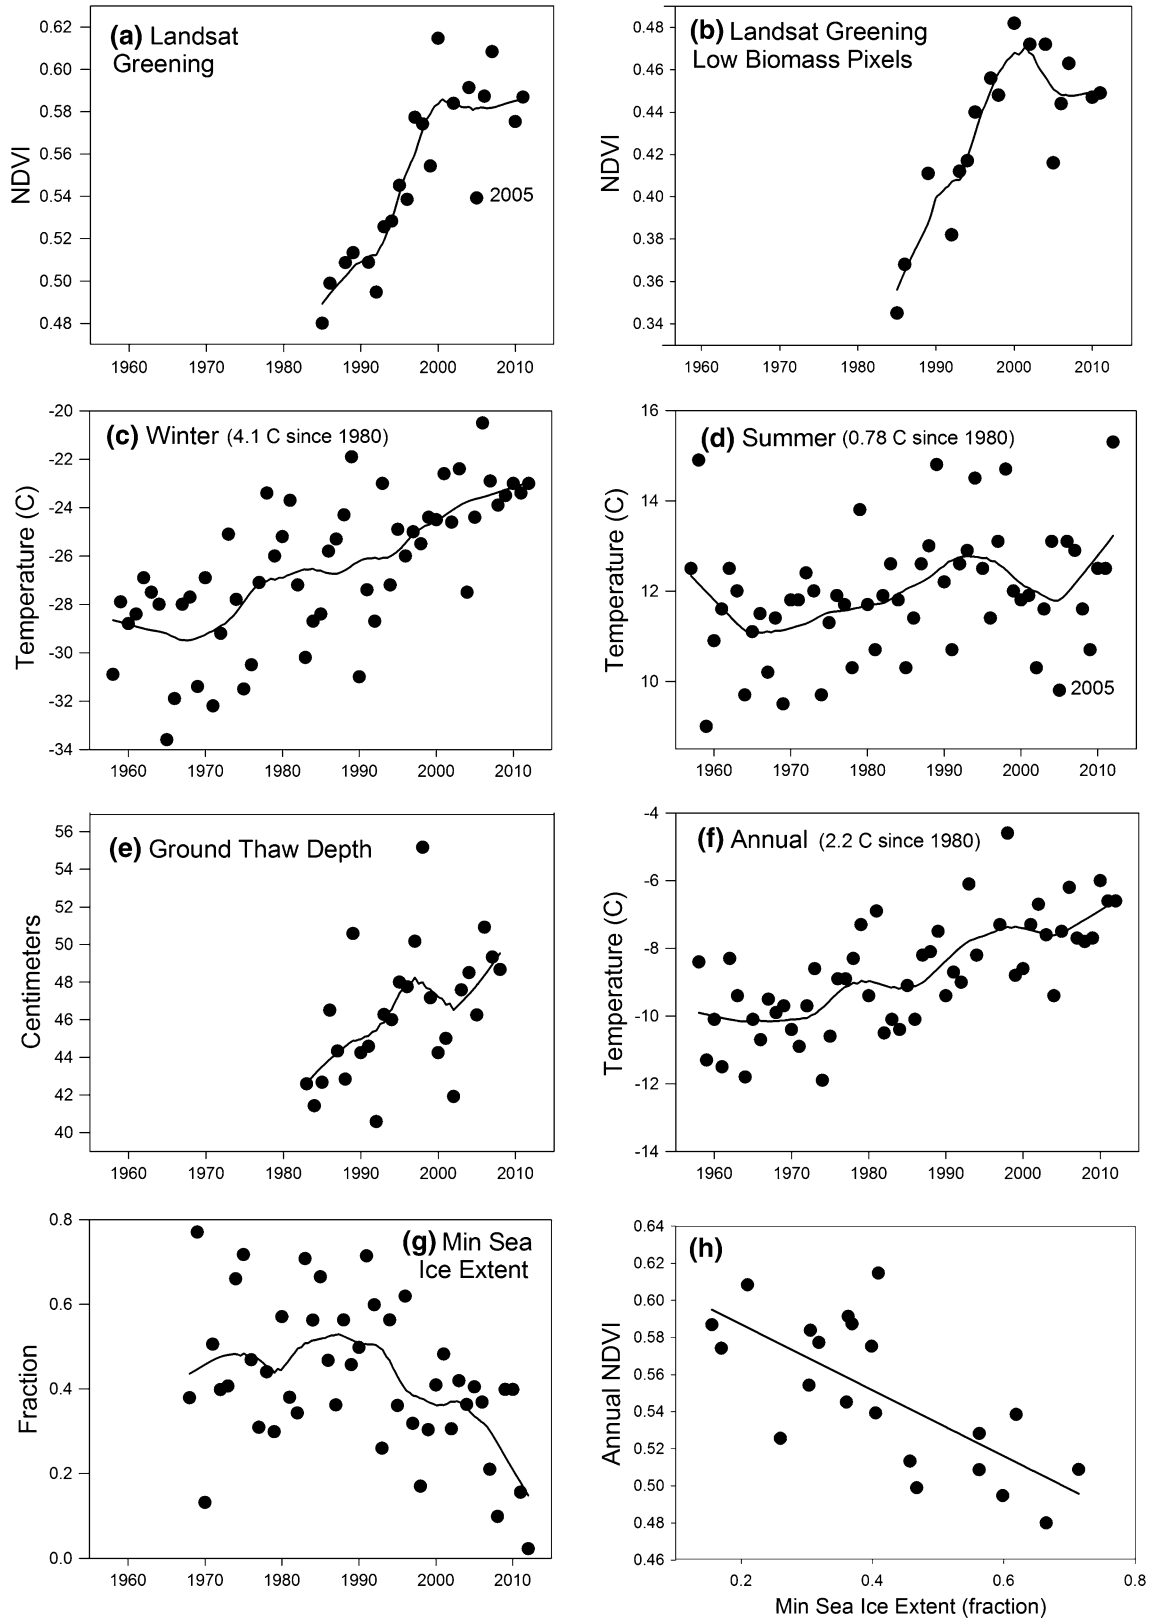 (a) Landsat
Greening
NDVI
0.62
0.60
0.58
0.56
0.54
0.52
0.50
0.48
2005
1960 1970 1980 1990 2000 2010
(b) Landsat Greening
Low Biomass Pixels
NDVI
0.48
0.46
0.44
0.42
0.40
0.38
0.36
0.34
1960 1970 1980 1990 2000 2010
(c) Winter (4.1 C since 1980)
Temperature (C)
-20
-22
-24
-26
-28
-30
-32
-34
1960 1970 1980 1990 2000 2010
(d) Summer (0.78 C since 1980)
Temperature (C)
16
14
12
10
2005
1960 1970 1980 1990 2000 2010
(e) Ground Thaw Depth
Centimeters
56
54
52
50
48
46
44
42
40
1960 1970 1980 1990 2000 2010
(f) Annual (2.2 C since 1980)
Temperature (C)
-4
-6
-8
-10
-12
-14
1960 1970 1980 1990 2000 2010
(g) Min Sea
Ice Extent
Fraction
0.8
0.6
0.4
0.2
0.0
1960 1970 1980 1990 2000 2010
(h)
Annual NDVI
0.64
0.62
0.60
0.58
0.56
0.54
0.52
0.50
0.48
0.46
0.2 0.4 0.6 0.8
Min Sea Ice Extent (fraction)